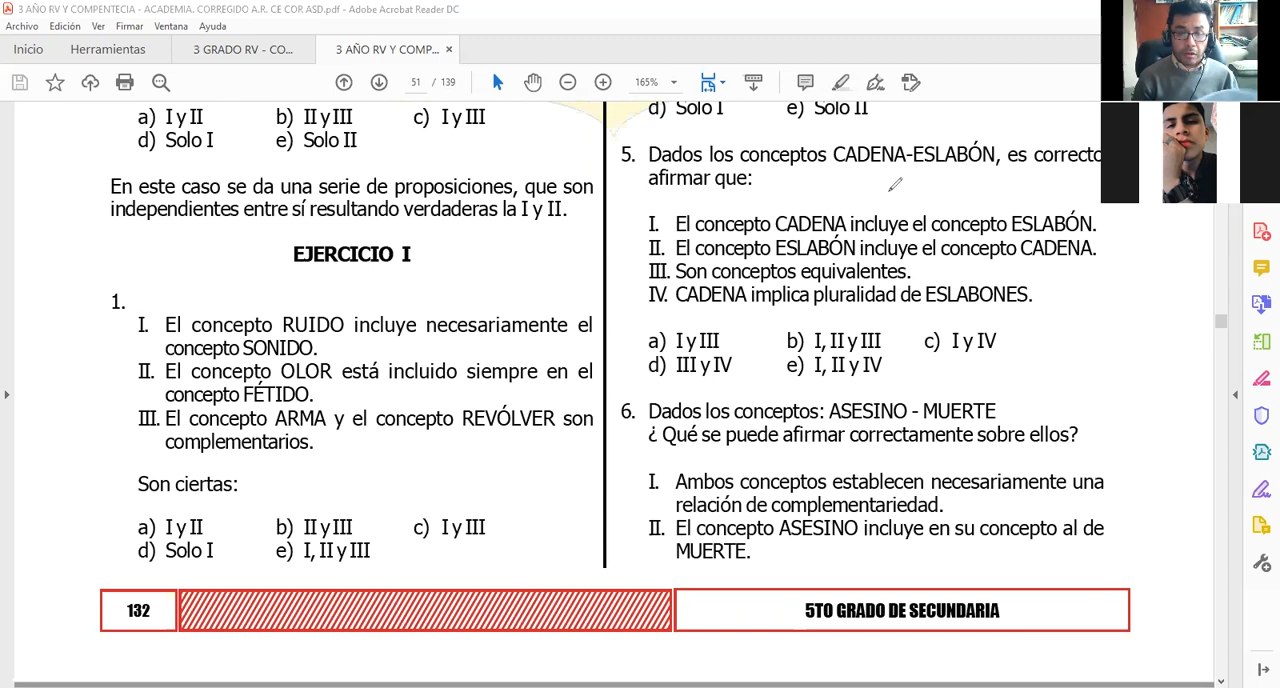 3 AÑO RV Y COMPENTECIA - ACADEMIA. CORREGIDO A.R. CE COR ASD.pdf - Adobe Acrobat Reader DC
Archivo Edición Ver Firmar Ventana Ayuda
Inicio Herramientas 3 GRADO RV - CO... 3 AÑO RV Y COMP... ×
51 / 139 165%
a) I y II b) II y III c) I y III
d) Solo I e) Solo II
En este caso se da una serie de proposiciones, que son
independientes entre sí resultando verdaderas la I y II.
EJERCICIO I
1.
I. El concepto RUIDO incluye necesariamente el
concepto SONIDO.
II. El concepto OLOR está incluido siempre en el
concepto FÉTIDO.
III. El concepto ARMA y el concepto REVÓLVER son
complementarios.
Son ciertas:
a) I y II b) II y III c) I y III
d) Solo I e) I, II y III
d) Solo I e) Solo II
5. Dados los conceptos CADENA-ESLABÓN, es correcto
afirmar que:
I. El concepto CADENA incluye el concepto ESLABÓN.
II. El concepto ESLABÓN incluye el concepto CADENA.
III. Son conceptos equivalentes.
IV. CADENA implica pluralidad de ESLABONES.
a) I y III b) I, II y III c) I y IV
d) III y IV e) I, II y IV
6. Dados los conceptos: ASESINO - MUERTE
¿ Qué se puede afirmar correctamente sobre ellos?
I. Ambos conceptos establecen necesariamente una
relación de complementariedad.
II. El concepto ASESINO incluye en su concepto al de
MUERTE.
132 5TO GRADO DE SECUNDARIA